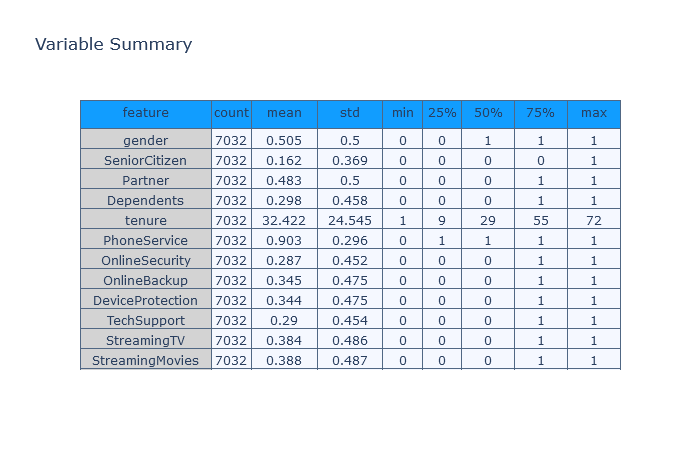 Variable Summary
feature count mean std min 25% 50% 75% max
gender 7032 0.505 0.5 0 0 1 1 1
SeniorCitizen 7032 0.162 0.369 0 0 0 0 1
Partner 7032 0.483 0.5 0 0 0 1 1
Dependents 7032 0.298 0.458 0 0 0 1 1
tenure 7032 32.422 24.545 1 9 29 55 72
PhoneService 7032 0.903 0.296 0 1 1 1 1
OnlineSecurity 7032 0.287 0.452 0 0 0 1 1
OnlineBackup 7032 0.345 0.475 0 0 0 1 1
DeviceProtection 7032 0.344 0.475 0 0 0 1 1
TechSupport 7032 0.29 0.454 0 0 0 1 1
StreamingTV 7032 0.384 0.486 0 0 0 1 1
StreamingMovies 7032 0.388 0.487 0 0 0 1 1